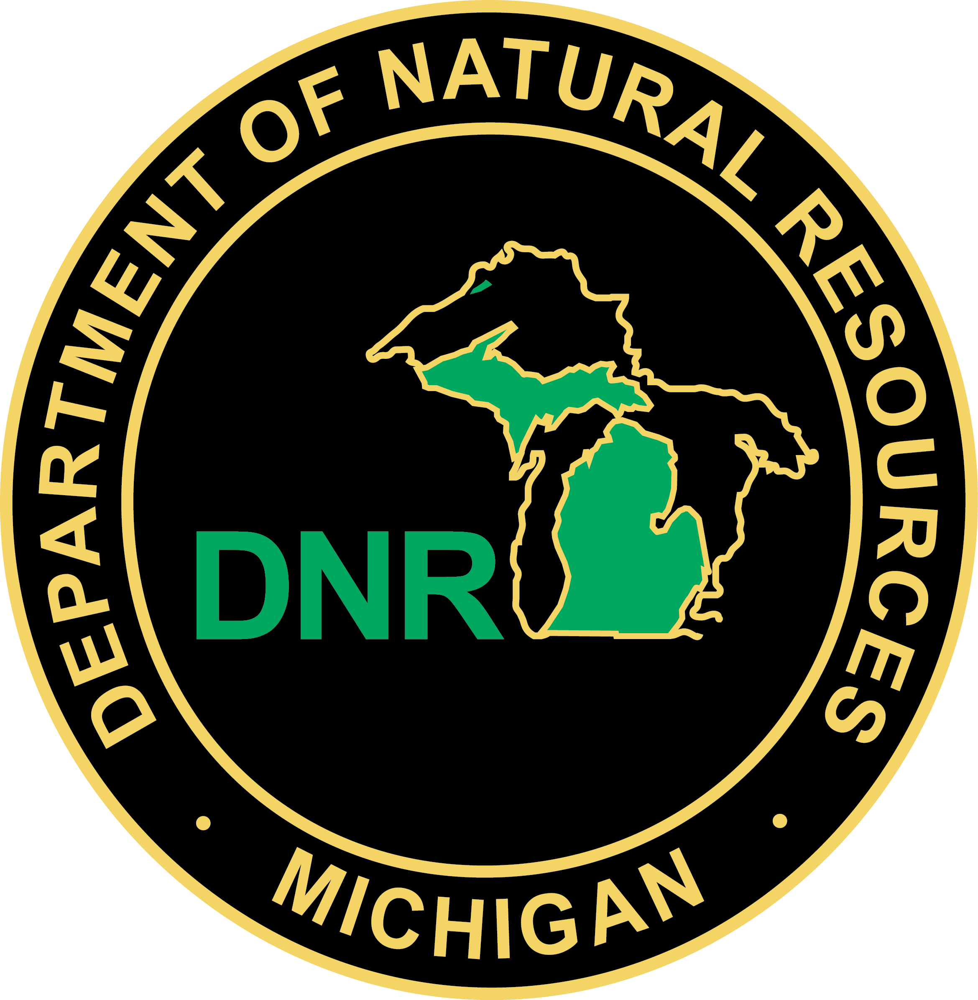 DEPARTMENT OF NATURAL RESOURCES
DNR
• MICHIGAN •